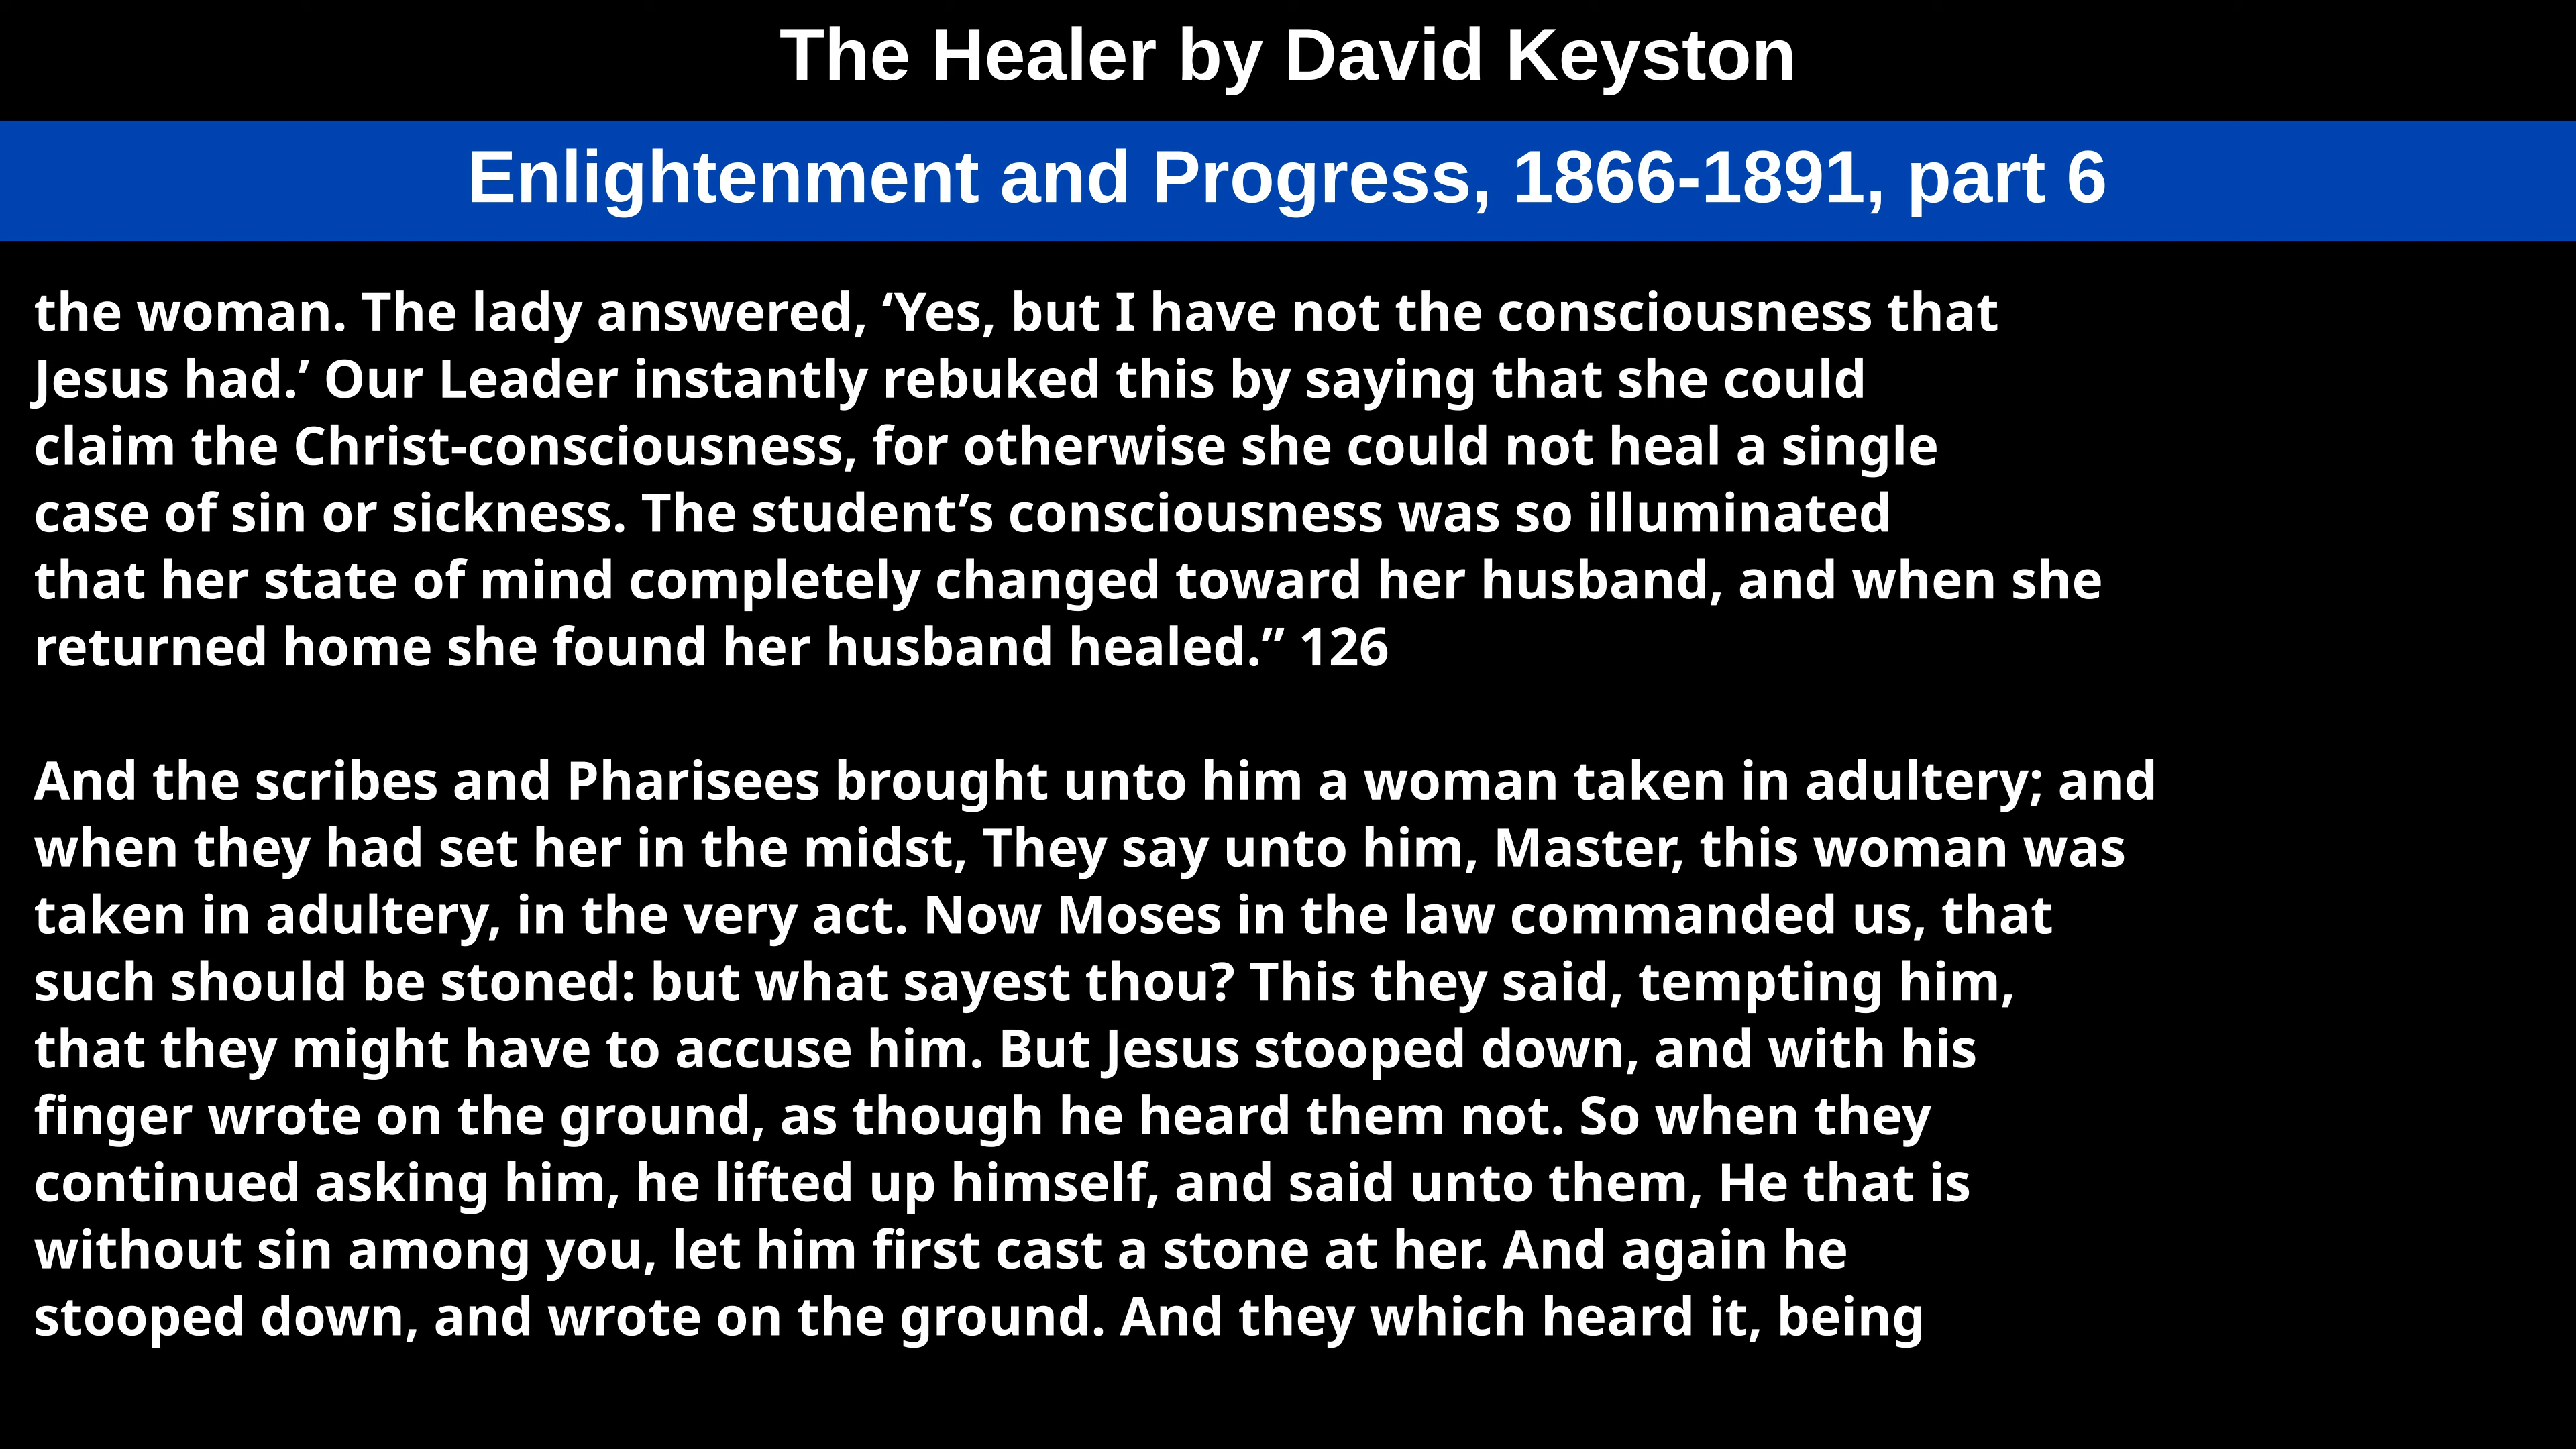 The Healer by David Keyston
Enlightenment and Progress, 1866-1891, part 6
the woman. The lady answered, ‘Yes, but I have not the consciousness that
Jesus had.’ Our Leader instantly rebuked this by saying that she could
claim the Christ-consciousness, for otherwise she could not heal a single
case of sin or sickness. The student’s consciousness was so illuminated
that her state of mind completely changed toward her husband, and when she
returned home she found her husband healed.” 126
And the scribes and Pharisees brought unto him a woman taken in adultery; and
when they had set her in the midst, They say unto him, Master, this woman was
taken in adultery, in the very act. Now Moses in the law commanded us, that
such should be stoned: but what sayest thou? This they said, tempting him,
that they might have to accuse him. But Jesus stooped down, and with his
finger wrote on the ground, as though he heard them not. So when they
continued asking him, he lifted up himself, and said unto them, He that is
without sin among you, let him first cast a stone at her. And again he
stooped down, and wrote on the ground. And they which heard it, being